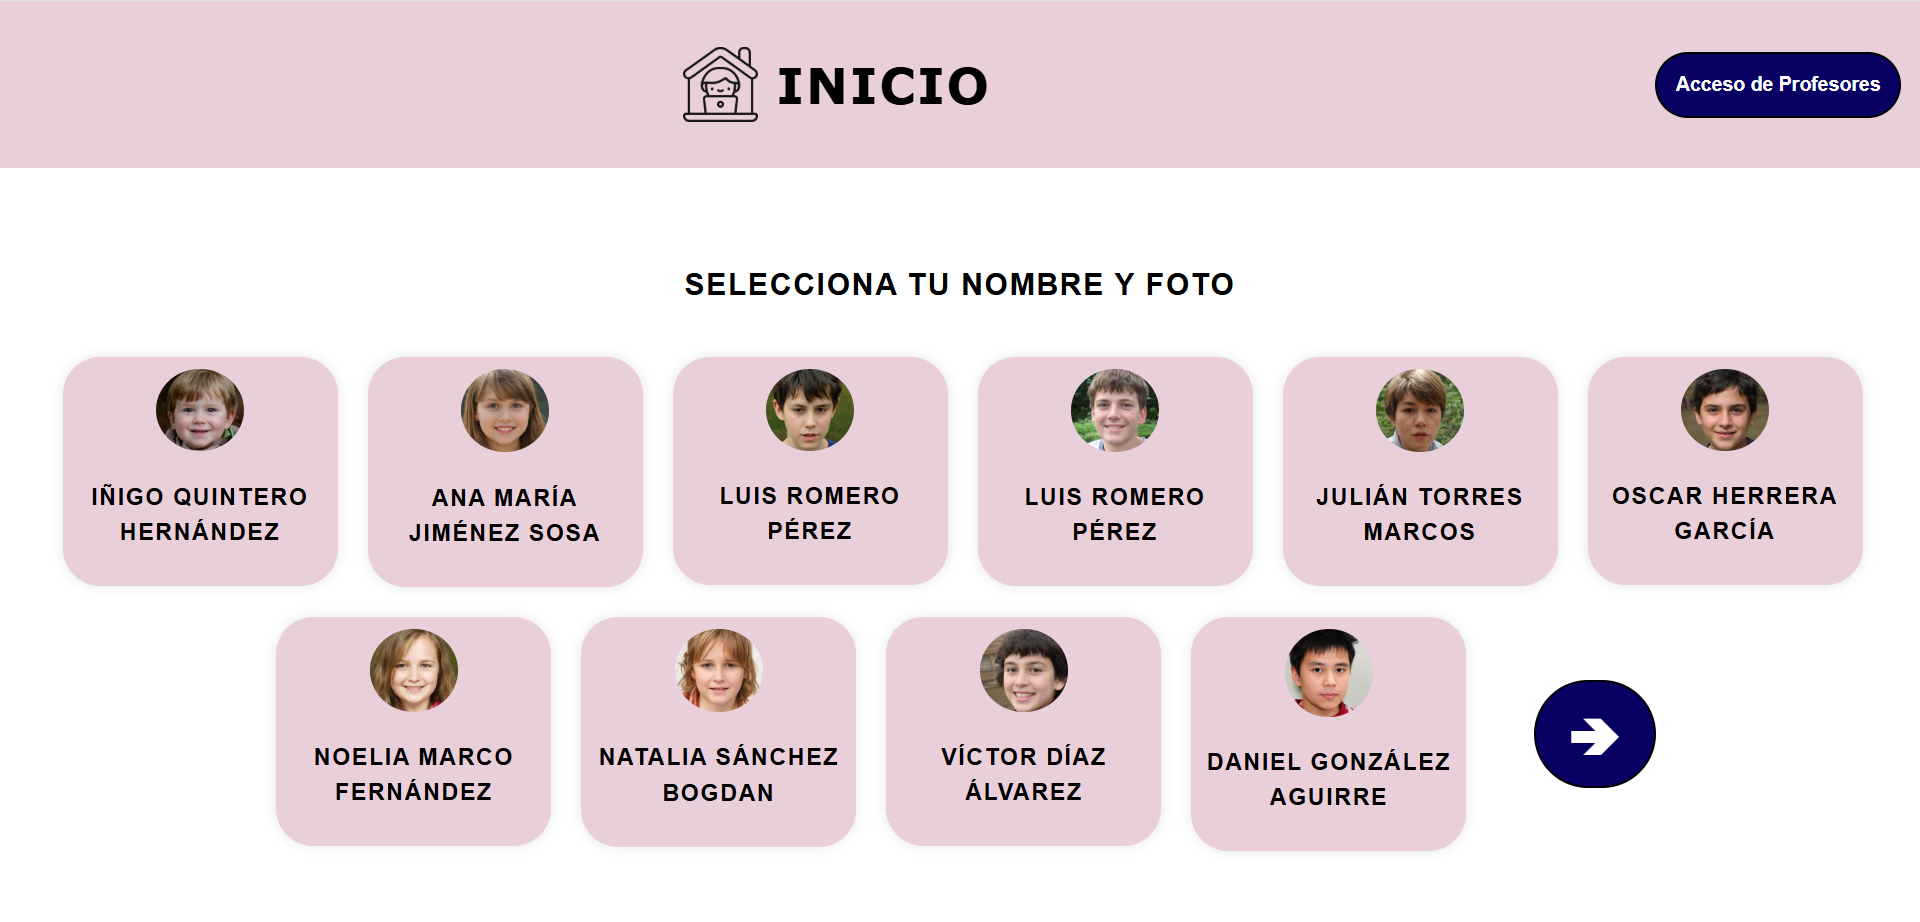 INICIO
Acceso de Profesores
SELECCIONA TU NOMBRE Y FOTO
IÑIGO QUINTERO
HERNÁNDEZ
ANA MARÍA
JIMÉNEZ SOSA
LUIS ROMERO
PÉREZ
LUIS ROMERO
PÉREZ
JULIÁN TORRES
MARCOS
OSCAR HERRERA
GARCÍA
NOELIA MARCO
FERNÁNDEZ
NATALIA SÁNCHEZ
BOGDAN
VÍCTOR DÍAZ
ÁLVAREZ
DANIEL GONZÁLEZ
AGUIRRE